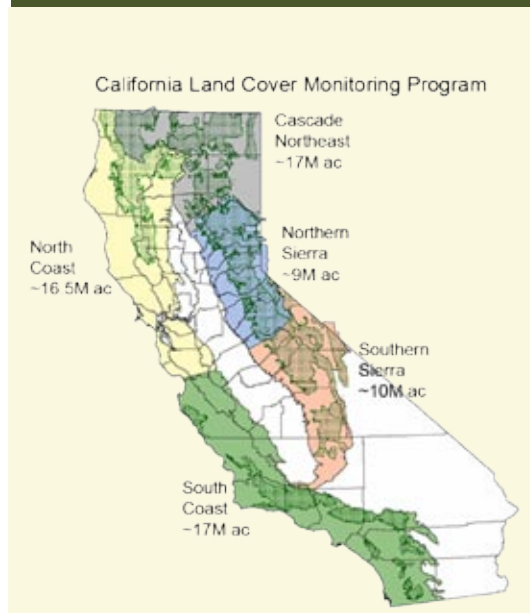 California Land Cover Monitoring Program
Cascade
Northeast
~17M ac
Northern
Sierra
~9M ac
North
Coast
~16 5M ac
Southern
Sierra
~10M ac
South
Coast
~17M ac